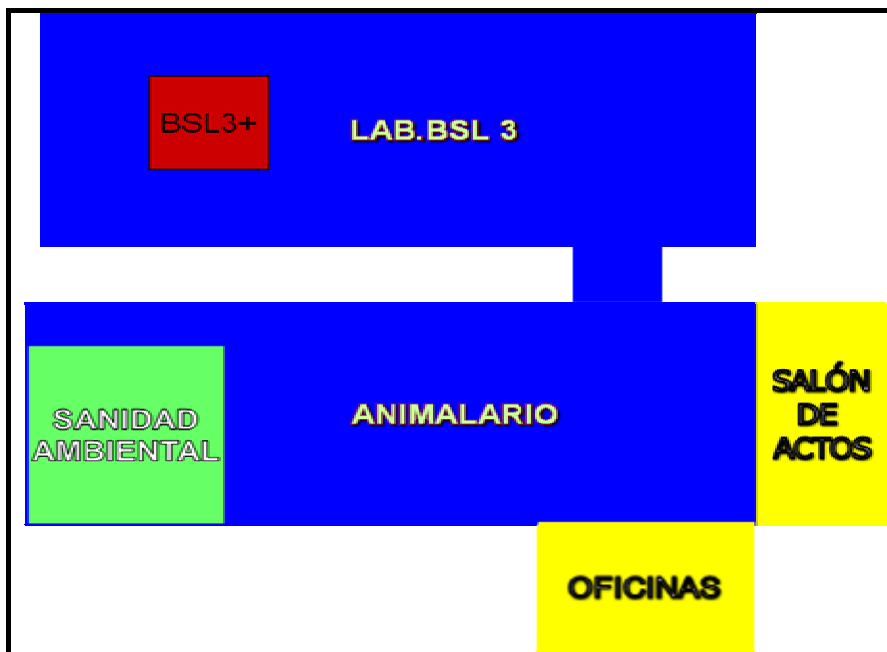 BSL3+
LAB.BSL 3
SANIDAD
AMBIENTAL
ANIMALARIO
SALÓN
DE
ACTOS
OFICINAS